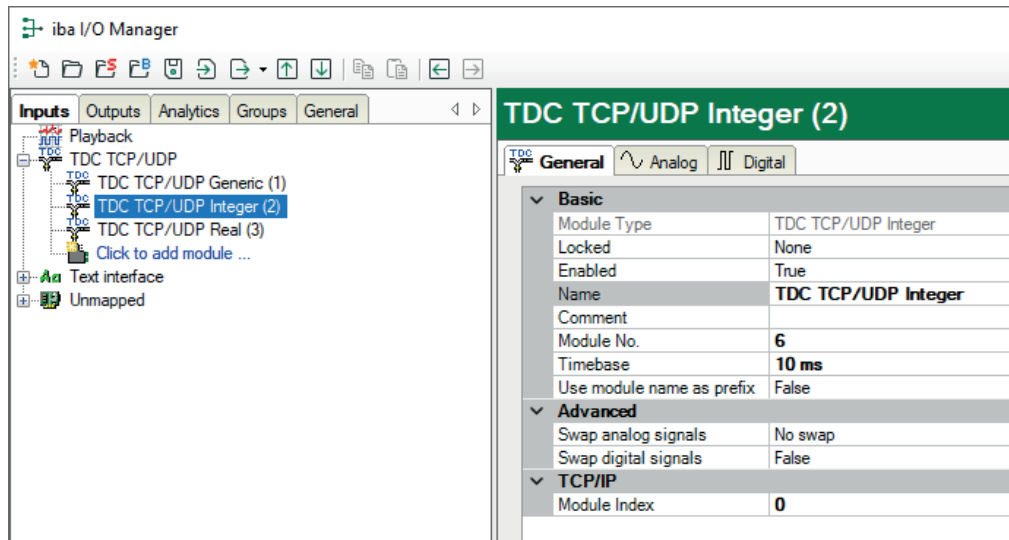 iba I/O Manager
Inputs Outputs Analytics Groups General
Playback
TDC TCP/UDP
TDC TCP/UDP Generic (1)
TDC TCP/UDP Integer (2)
TDC TCP/UDP Real (3)
Click to add module ...
Text interface
Unmapped
TDC TCP/UDP Integer (2)
General Analog Digital
Basic
Module Type TDC TCP/UDP Integer
Locked None
Enabled True
Name TDC TCP/UDP Integer
Comment
Module No. 6
Timebase 10 ms
Use module name as prefix False
Advanced
Swap analog signals No swap
Swap digital signals False
TCP/IP
Module Index 0